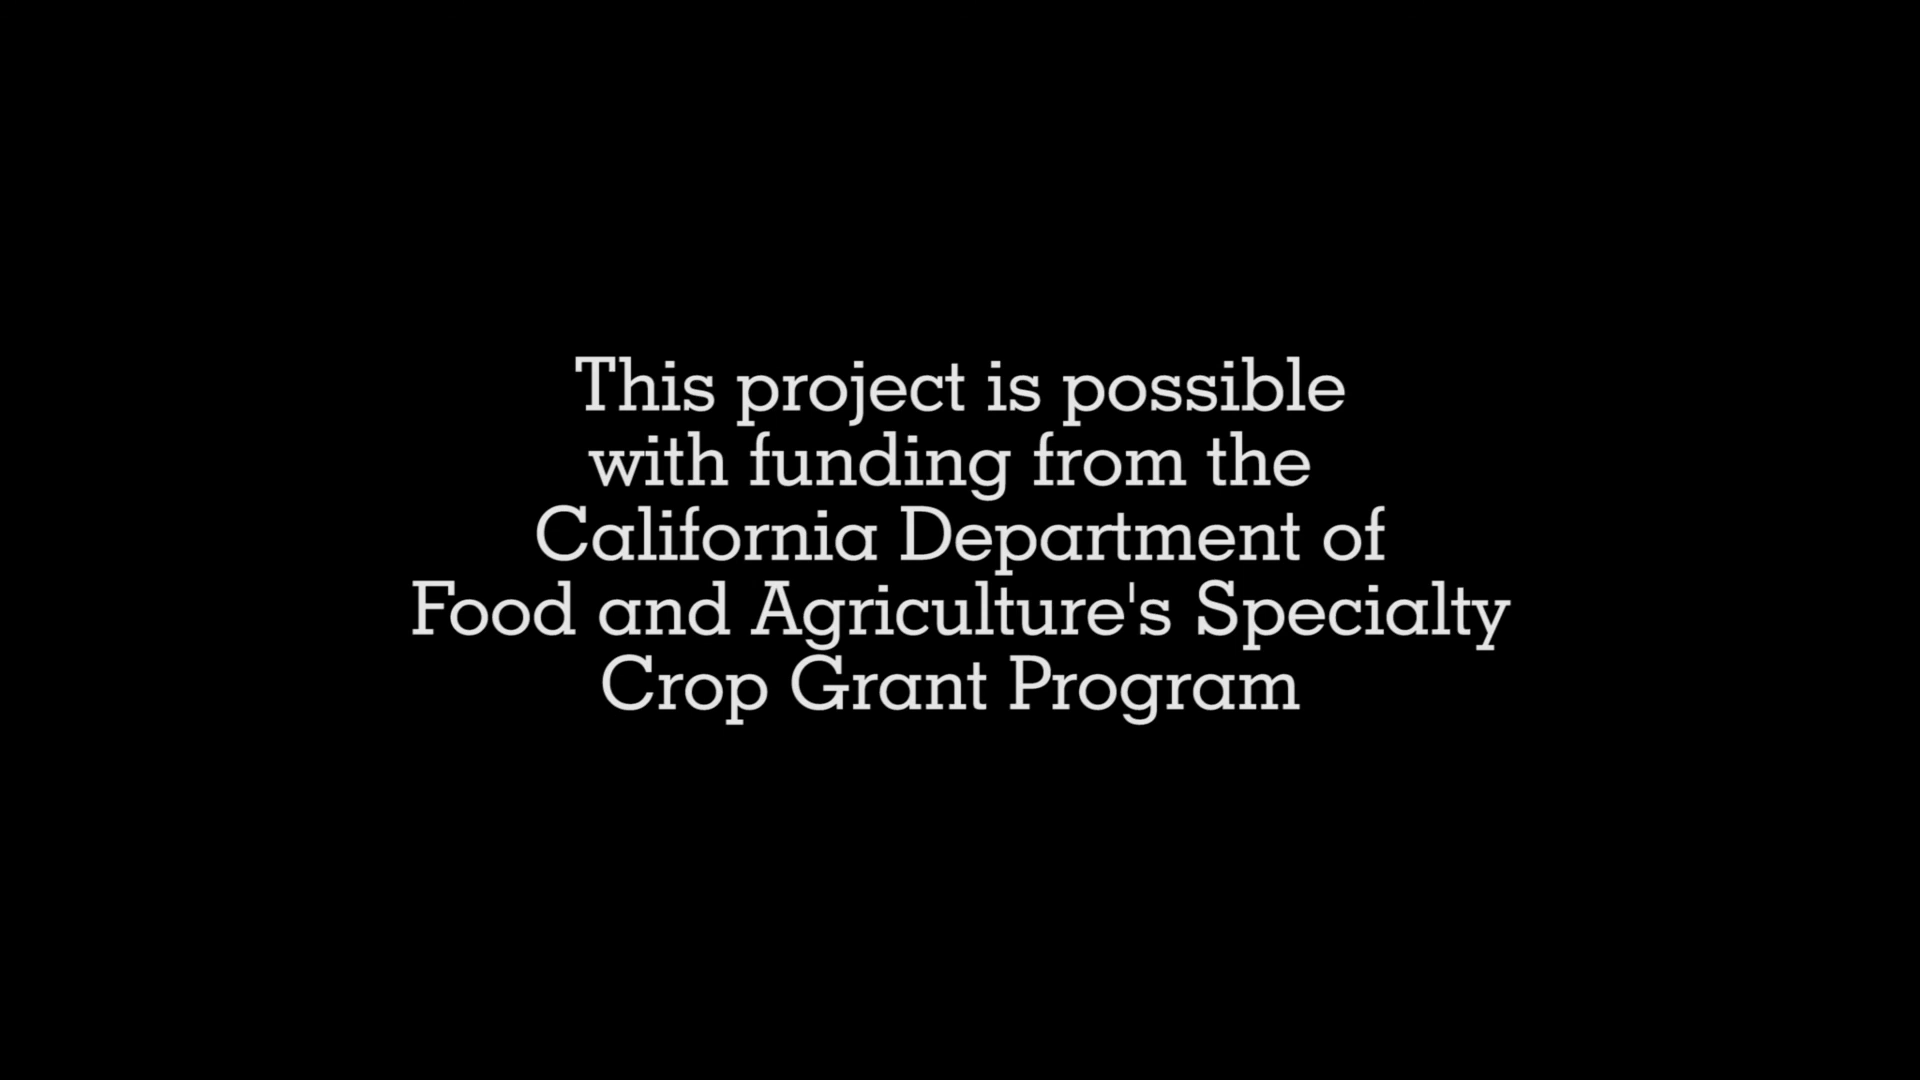 This project is possible
with funding from the
California Department of
Food and Agriculture's Specialty
Crop Grant Program